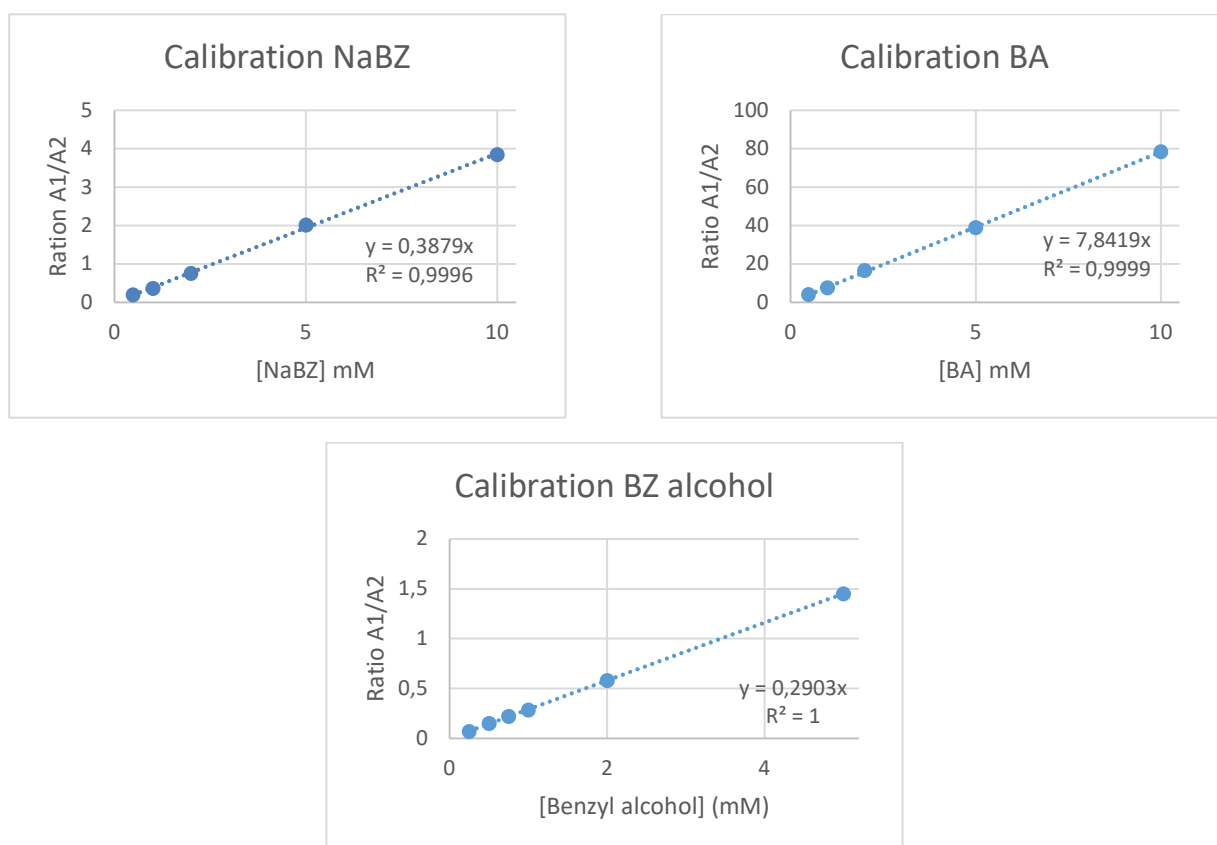 Calibration NaBZ
Ration A1/A2
5
4
3
2
1
0
0
5
10
y = 0,3879x
R² = 0,9996
[NaBZ] mM
Calibration BA
Ratio A1/A2
100
80
60
40
20
0
0
5
10
y = 7,8419x
R² = 0,9999
[BA] mM
Calibration BZ alcohol
Ratio A1/A2
2
1,5
1
0,5
0
0
2
4
y = 0,2903x
R² = 1
[Benzyl alcohol] (mM)